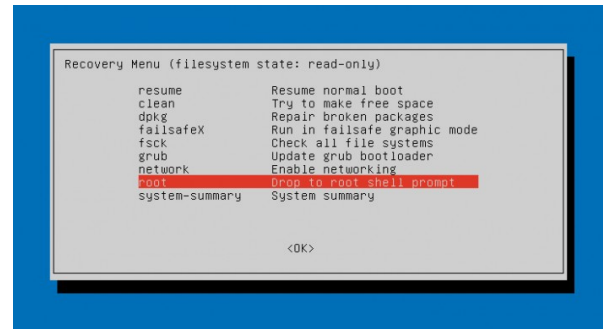 Recovery Menu (filesystem state: read-only)
resume Resume normal boot
clean Try to make free space
dpkg Repair broken packages
failsafeX Run in failsafe graphic mode
fsck Check all file systems
grub Update grub bootloader
network Enable networking
root Drop to root shell prompt
system-summary System summary
<OK>